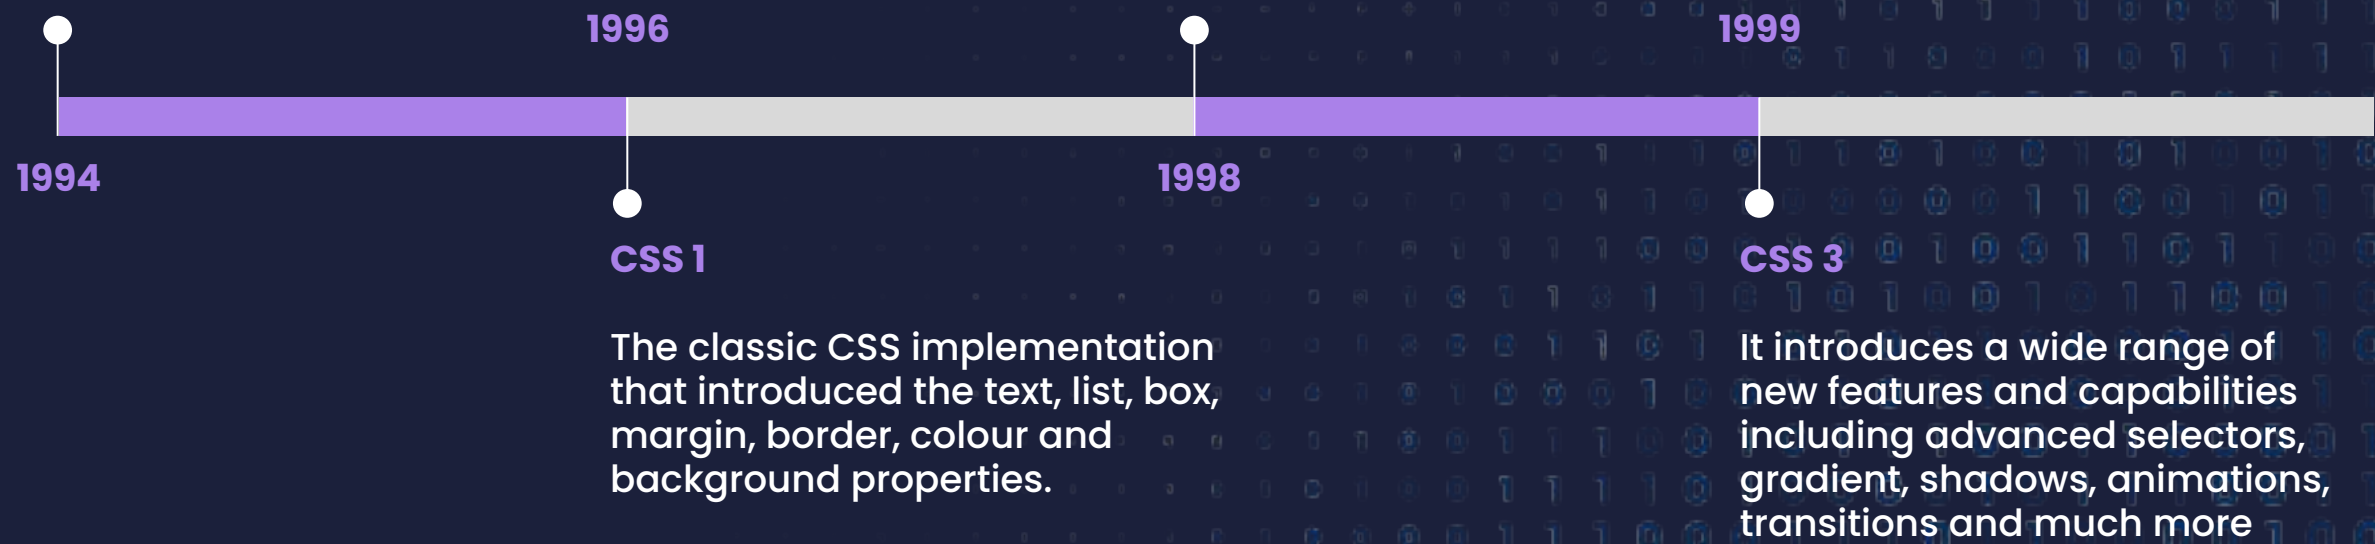 1996
1999
1994
1998
CSS 1
CSS 3
The classic CSS implementation
that introduced the text, list, box,
margin, border, colour and
background properties.
It introduces a wide range of
new features and capabilities
including advanced selectors,
gradient, shadows, animations,
transitions and much more